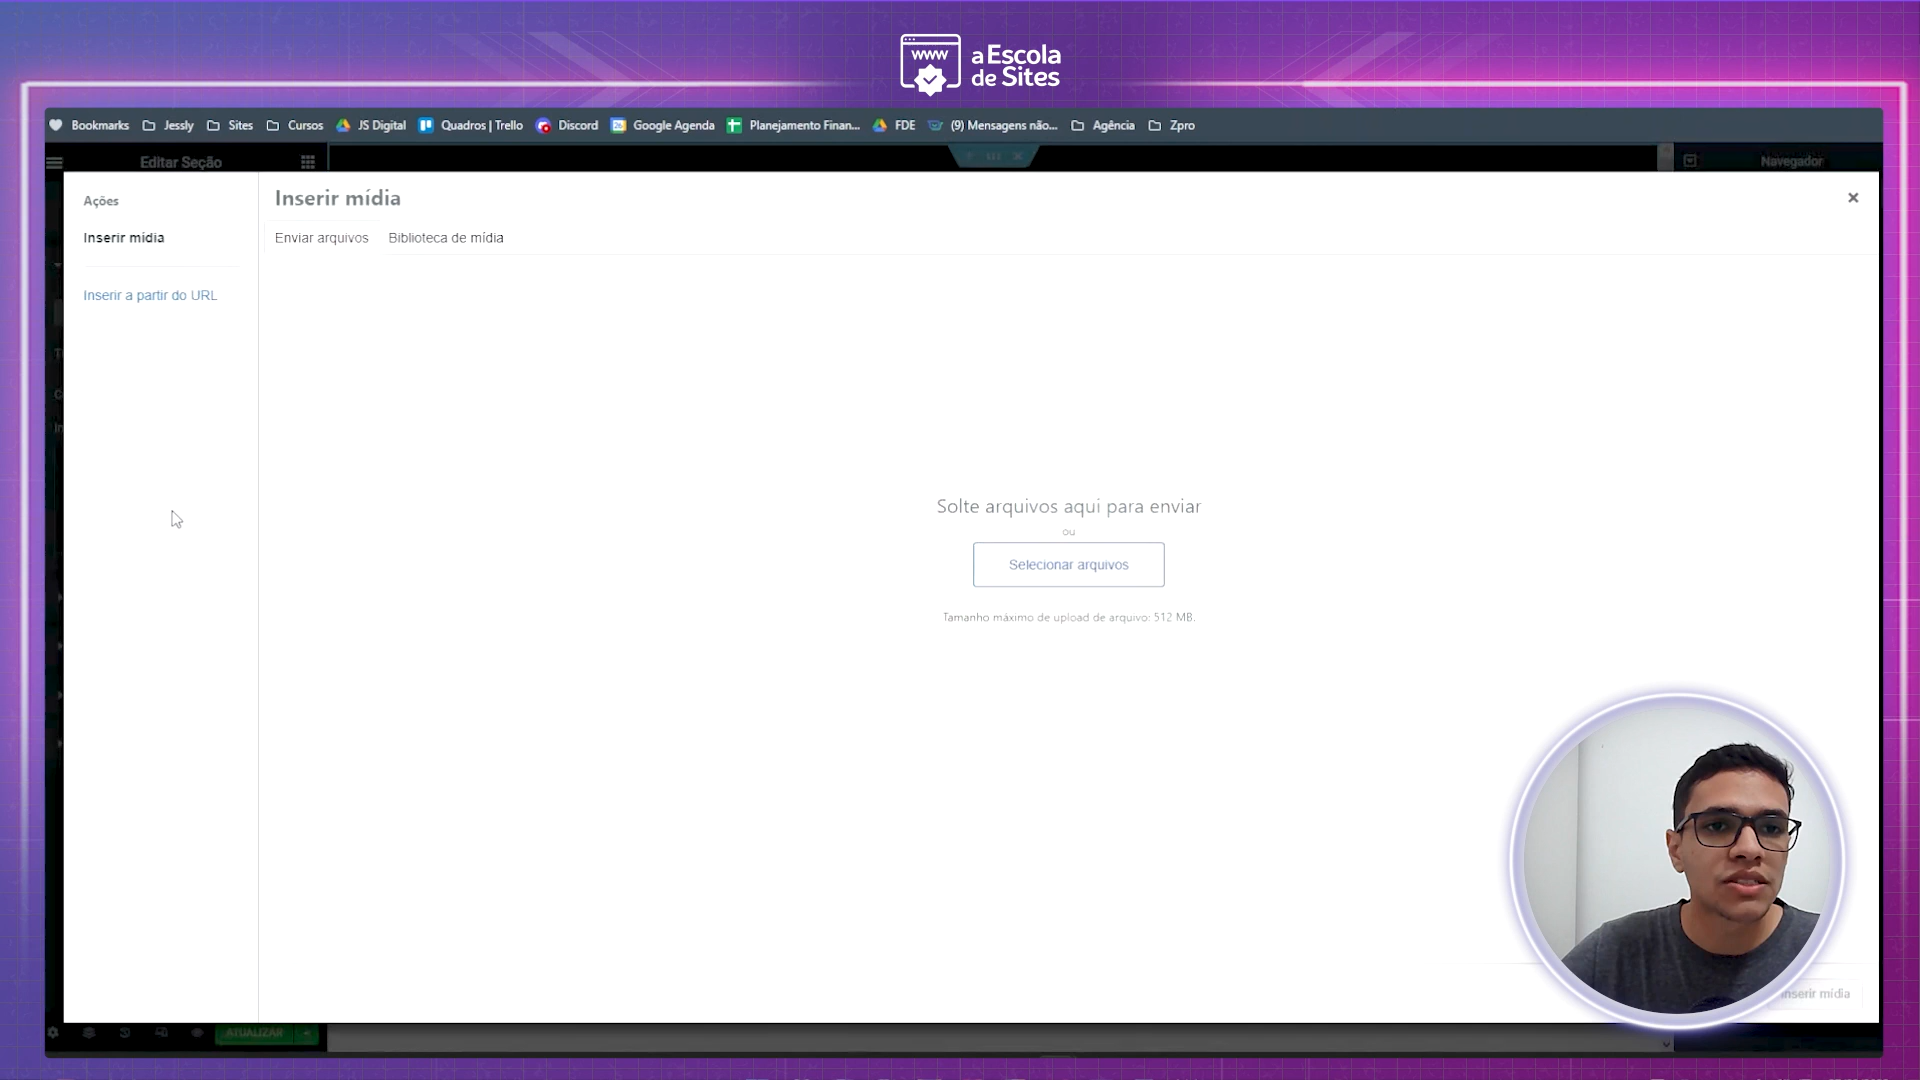 www
a Escola
de Sites
Bookmarks Jessly Sites Cursos JS Digital Quadros | Trello Discord Google Agenda Planejamento Finan... FDE (9) Mensagens não... Agência Zpro
Editar Seção
Navegador
Ações
Inserir mídia
Inserir a partir do URL
Inserir mídia
Enviar arquivos Biblioteca de mídia
Solte arquivos aqui para enviar
ou
Selecionar arquivos
Tamanho máximo de upload de arquivo: 512 MB.
Inserir mídia
ATUALIZAR